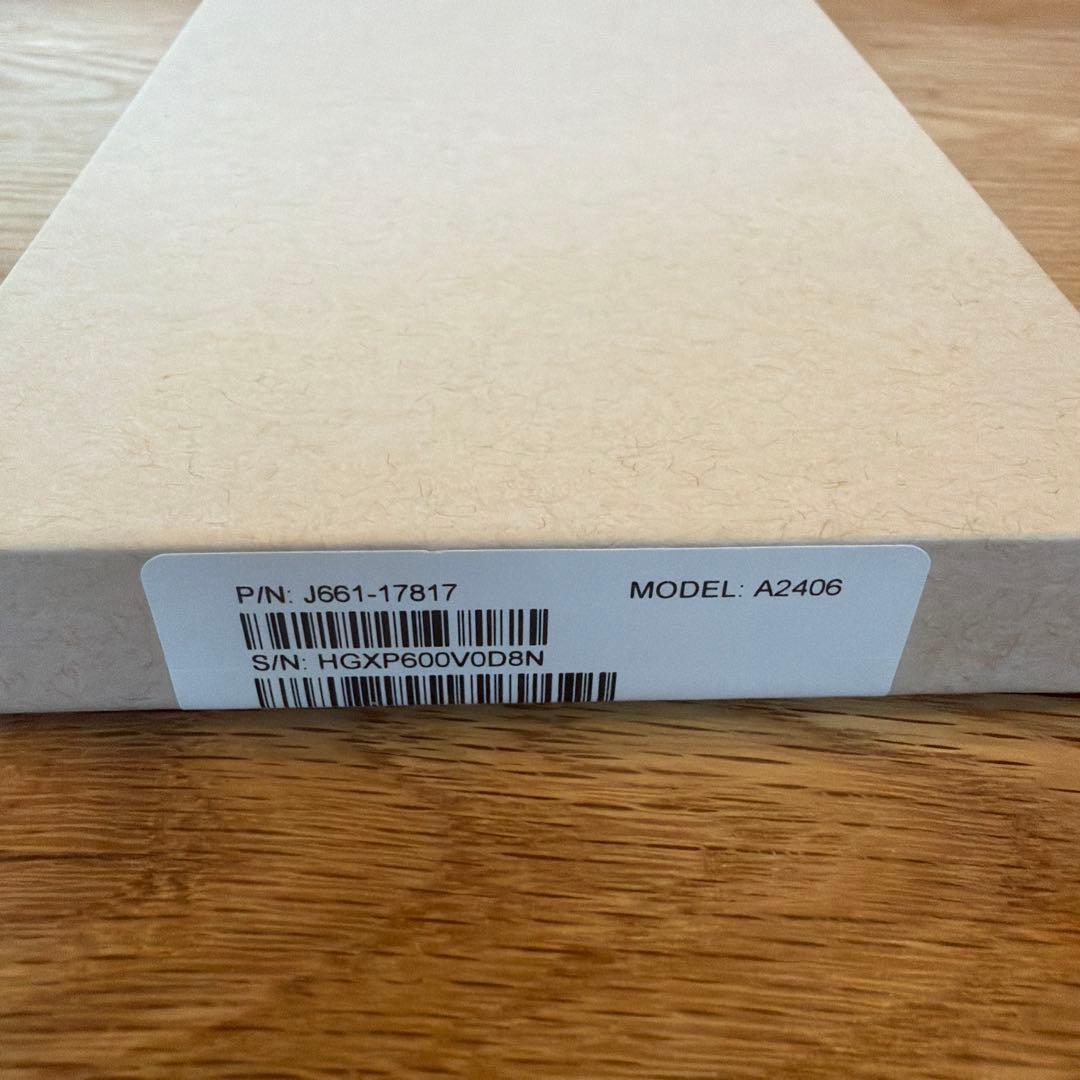 P/N: J661-17817
MODEL: A2406
S/N: HGXP600V0D8N